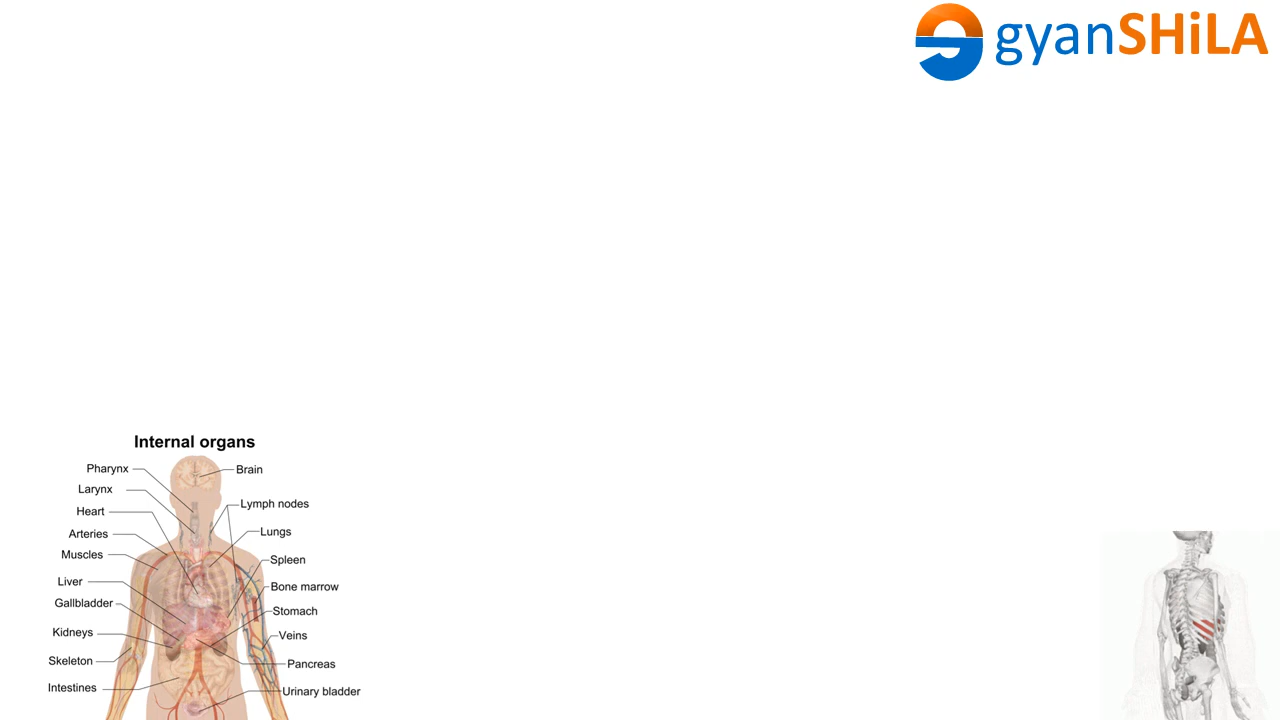 gyanSHiLA
Internal organs
Pharynx
Larynx
Heart
Arteries
Muscles
Liver
Gallbladder
Kidneys
Skeleton
Intestines
Brain
Lymph nodes
Lungs
Spleen
Bone marrow
Stomach
Veins
Pancreas
Urinary bladder